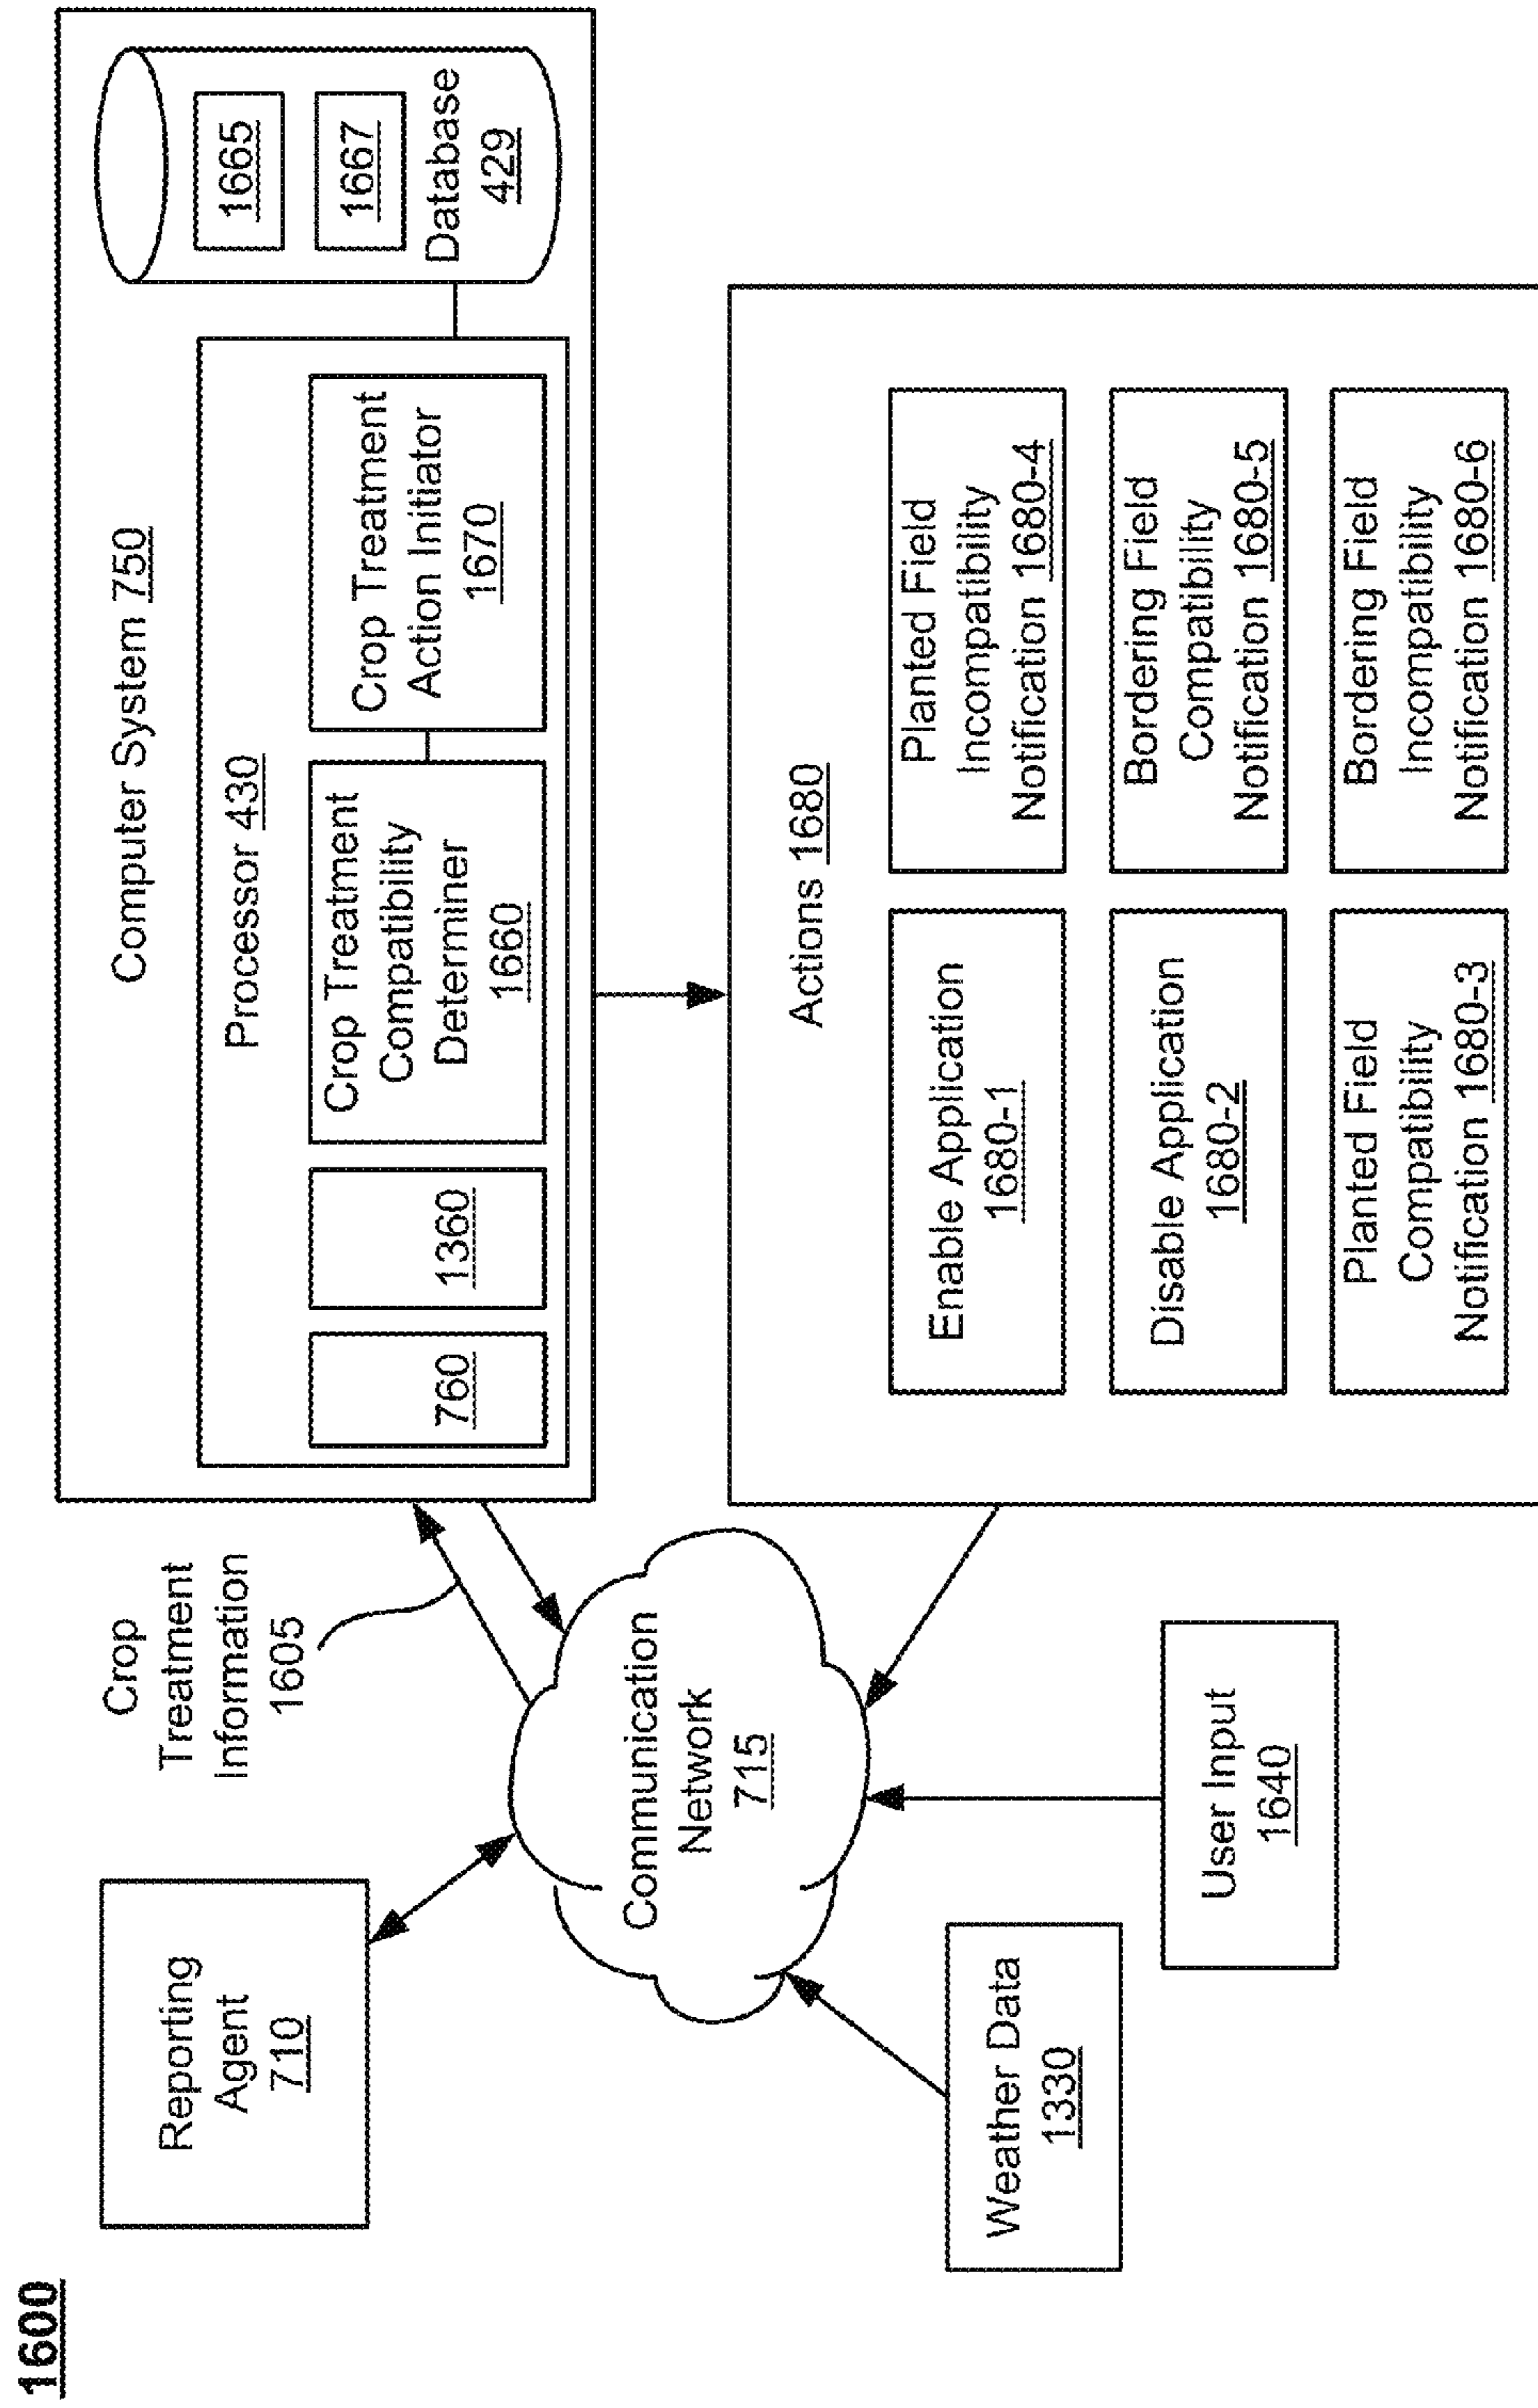 1600
Reporting
Agent
710
Crop
Treatment
Information
1605
Communication
Network
715
Weather Data
1330
User Input
1640
Computer System 750
Processor 430
760
1360
Crop Treatment
Compatibility
Determiner
1660
Crop Treatment
Action Initiator
1670
1665
1667
Database
429
Actions 1680
Enable Application
1680-1
Disable Application
1680-2
Planted Field
Compatibility
Notification 1680-3
Planted Field
Incompatibility
Notification 1680-4
Bordering Field
Compatibility
Notification 1680-5
Bordering Field
Incompatibility
Notification 1680-6